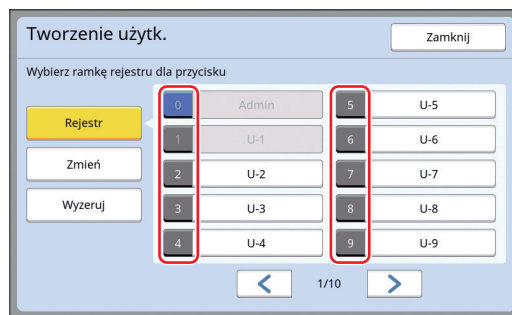 Tworzenie użytk.
Zamknij
Wybierz ramkę rejestru dla przycisku
Rejestr
Zmień
Wyzeruj
0 Admin
1 U-1
2 U-2
3 U-3
4 U-4
5 U-5
6 U-6
7 U-7
8 U-8
9 U-9
1/10